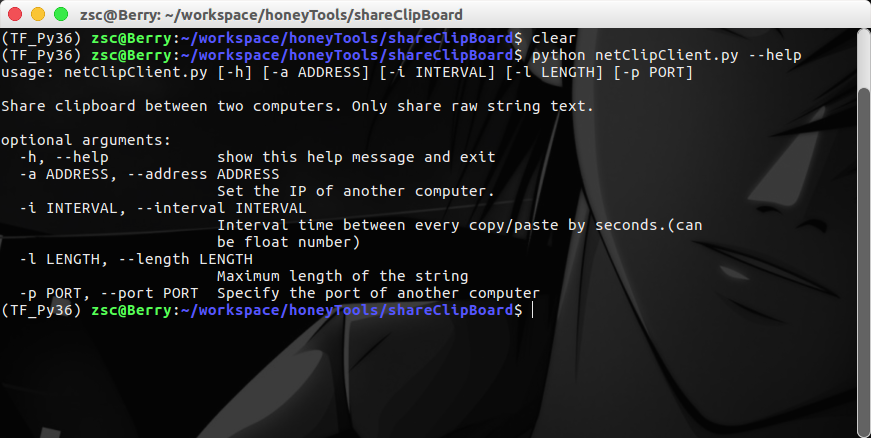 zsc@Berry: ~/workspace/honeyTools/shareClipBoard
(TF_Py36) zsc@Berry:~/workspace/honeyTools/shareClipBoard$ clear
(TF_Py36) zsc@Berry:~/workspace/honeyTools/shareClipBoard$ python netClipClient.py --help
usage: netClipClient.py [-h] [-a ADDRESS] [-i INTERVAL] [-l LENGTH] [-p PORT]
Share clipboard between two computers. Only share raw string text.
optional arguments:
-h, --help            show this help message and exit
-a ADDRESS, --address ADDRESS
Set the IP of another computer.
-i INTERVAL, --interval INTERVAL
Interval time between every copy/paste by seconds.(can
be float number)
-l LENGTH, --length LENGTH
Maximum length of the string
-p PORT, --port PORT  Specify the port of another computer
(TF_Py36) zsc@Berry:~/workspace/honeyTools/shareClipBoard$